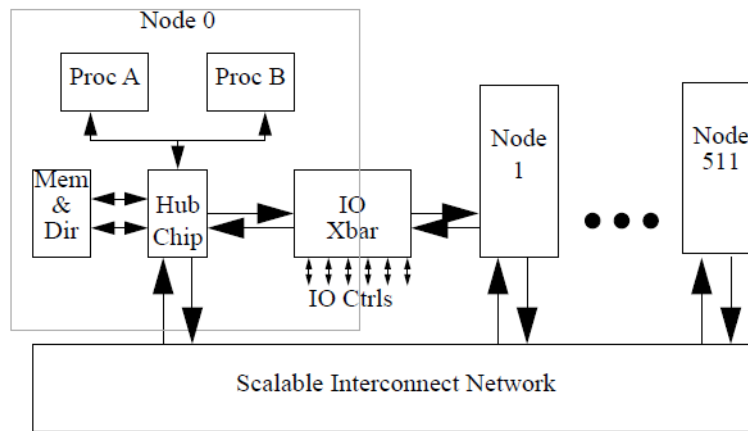 Node 0
Proc A
Proc B
Mem
& 
Dir
Hub
Chip
IO
Xbar
IO Ctrls
Node
1
Node
511
Scalable Interconnect Network